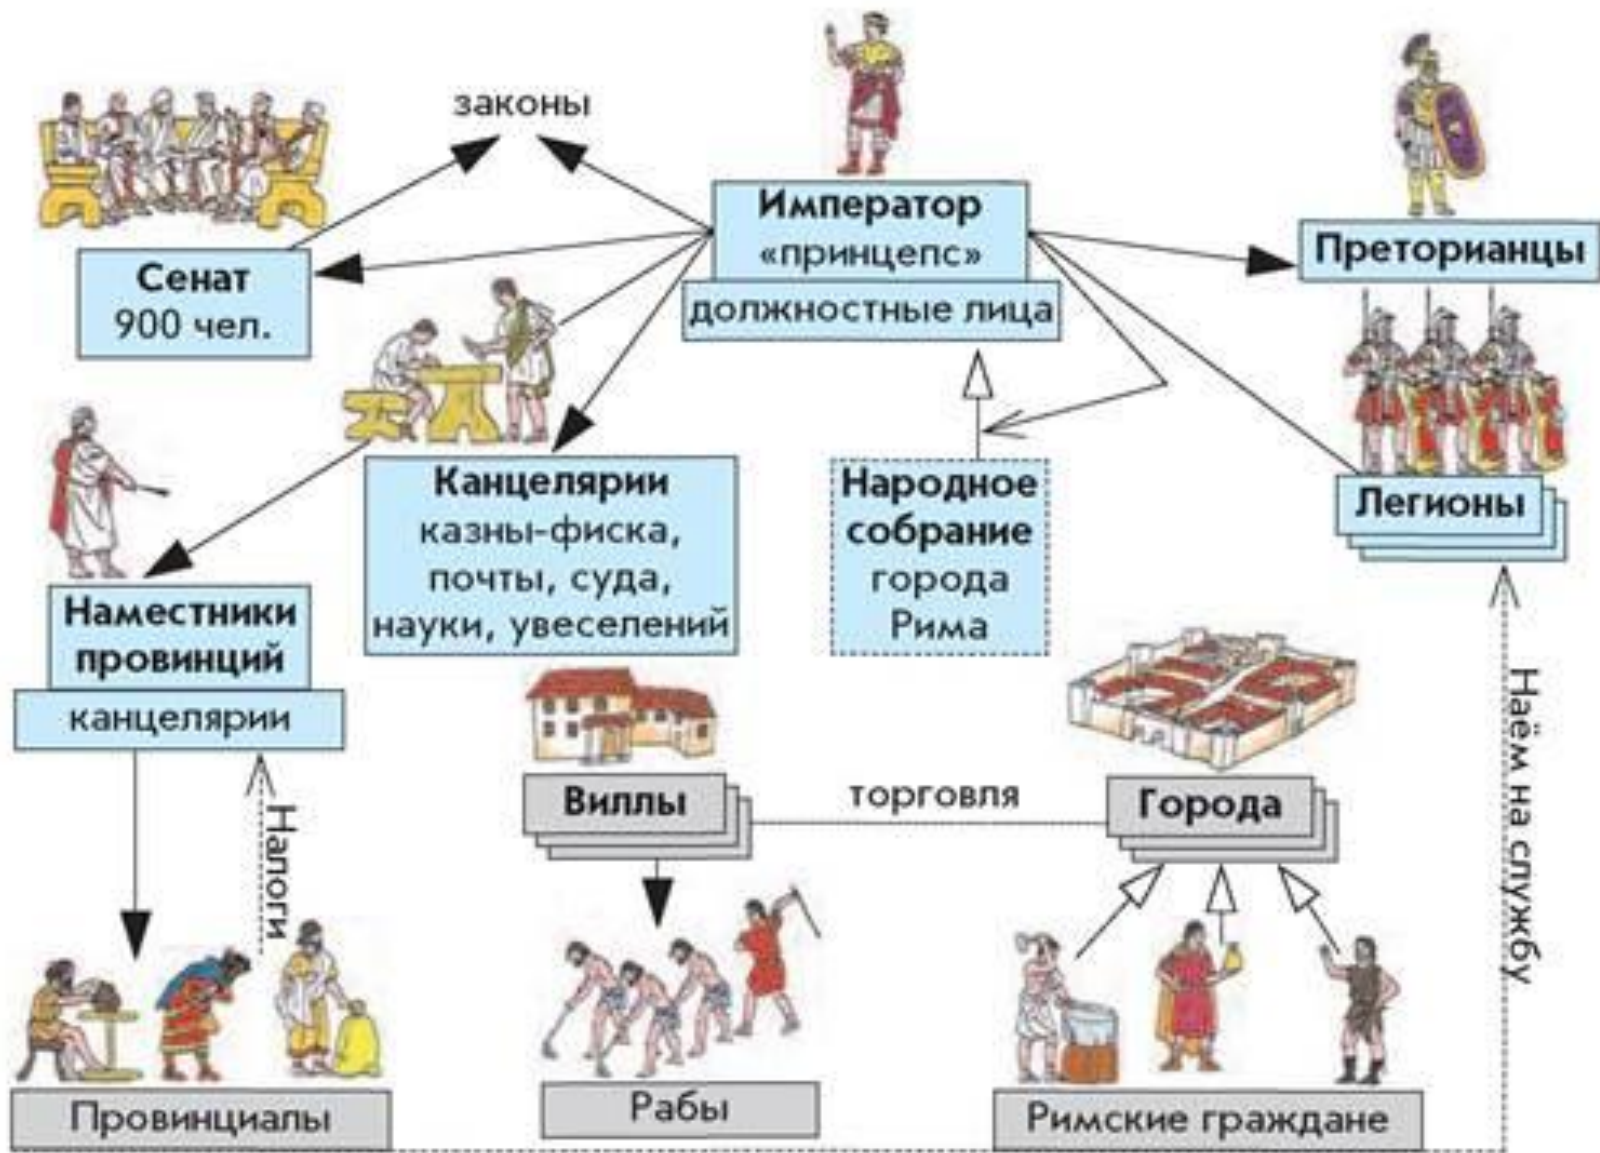 законы
Император
«принцепс»
должностные лица
Преторианцы
Сенат
900 чел.
Канцелярии
казны-фиска,
почты, суда,
науки, увеселений
Народное
собрание
города
Рима
Легионы
Наместники
провинций
канцелярии
Налоги
Виллы
торговля
Города
Наём на службу
Провинциалы
Рабы
Римские граждане